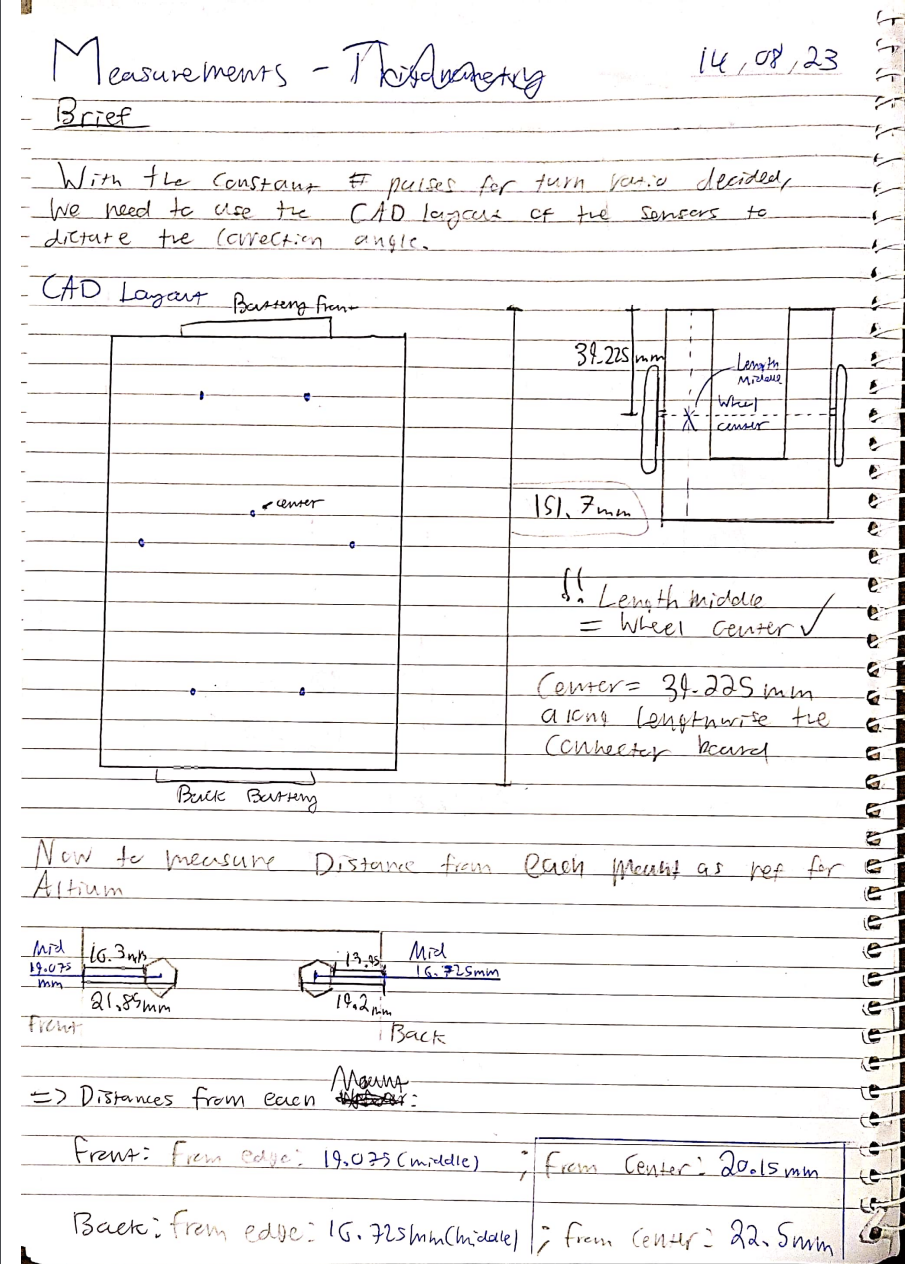 Measurements -
14,08,23
Brief
With the constant # pulses for turn ratio decided,
We need to use the CAD layout of the sensors to
dictate the correction angle.
CAD Layout
Battery front
39.225 mm
Length
Middle
Wheel
center
center
151.7mm
!! Length middle
= Wheel center ✓
Center = 39.225 mm
along lengthwise the
connector board
Back Battery
Now to measure Distance from each mount as ref for
Altium
Mid
19.075
mm
16.3mm
21.85mm
Front
13.95
19.2mm
Mid
16.725mm
Back
=> Distances from each Mount :
Front: From edge: 19.075 (middle) ; from Center: 20.15mm
Back: from edge: 16.725mm (middle) ; from center: 22.5mm